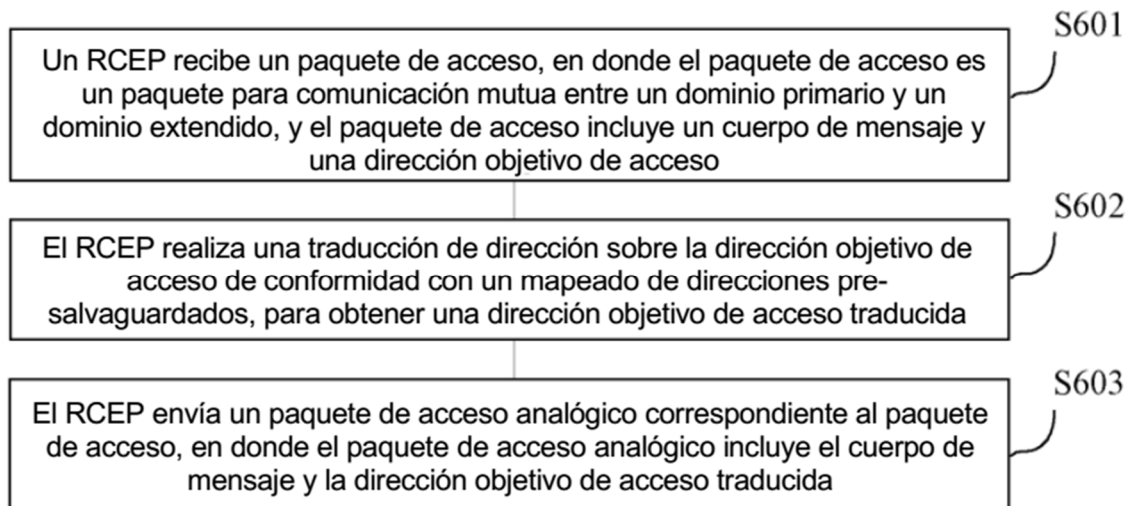 S601
Un RCEP recibe un paquete de acceso, en donde el paquete de acceso es
un paquete para comunicación mutua entre un dominio primario y un
dominio extendido, y el paquete de acceso incluye un cuerpo de mensaje y
una dirección objetivo de acceso
S602
El RCEP realiza una traducción de dirección sobre la dirección objetivo de
acceso de conformidad con un mapeado de direcciones pre-
salvaguardados, para obtener una dirección objetivo de acceso traducida
S603
El RCEP envía un paquete de acceso analógico correspondiente al paquete
de acceso, en donde el paquete de acceso analógico incluye el cuerpo de
mensaje y la dirección objetivo de acceso traducida